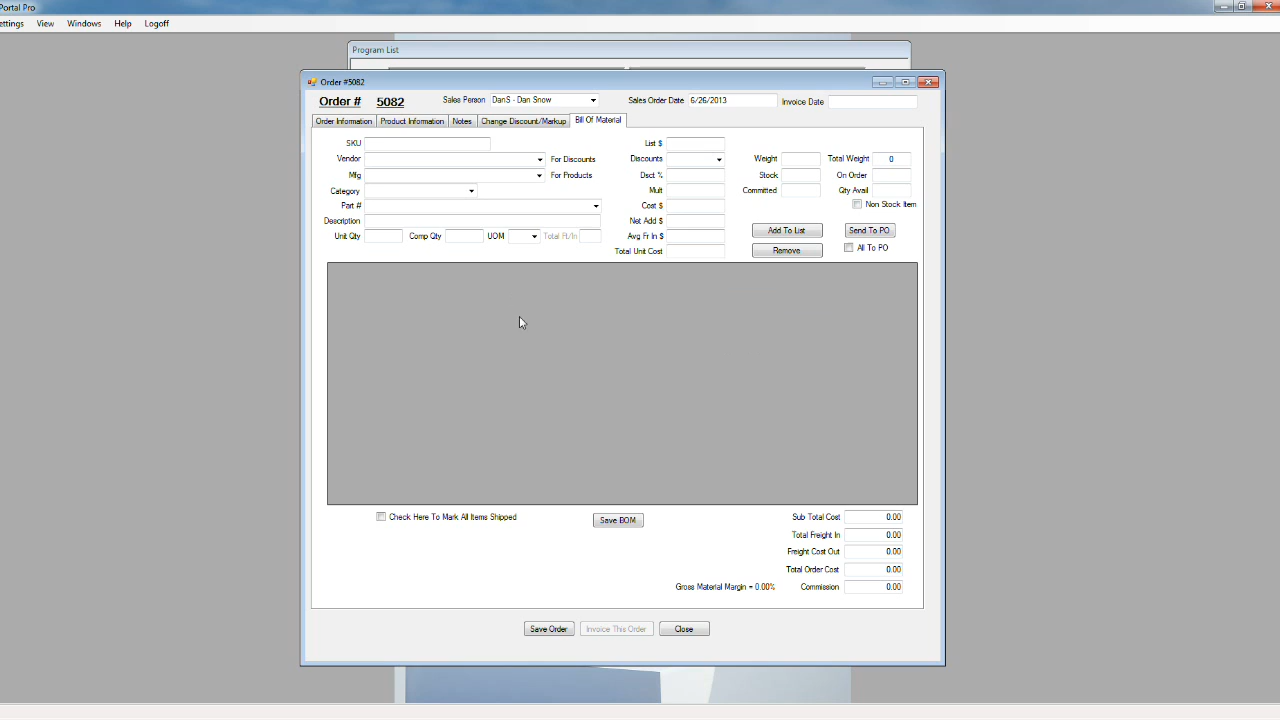 Portal Pro
ettings View Windows Help Logoff
Program List
Order #5082
Order # 5082 Sales Person DanS - Dan Snow Sales Order Date 6/26/2013 Invoice Date
Order Information Product Information Notes Change Discount/Markup Bill Of Material
SKU List $
Vendor For Discounts Discounts Weight Total Weight 0
Mfg For Products Dsct % Stock On Order
Category Mult Committed Qty Avail
Part # Cost $ Non Stock Item
Description Net Add $
Unit Qty Comp Qty UOM Total Ft/In Avg Fr In $ Add To List Send To PO
Total Unit Cost Remove All To PO
Check Here To Mark All Items Shipped Save BOM Sub Total Cost 0.00
Total Freight In 0.00
Freight Cost Out 0.00
Total Order Cost 0.00
Gross Material Margin = 0.00% Commission 0.00
Save Order Invoice This Order Close